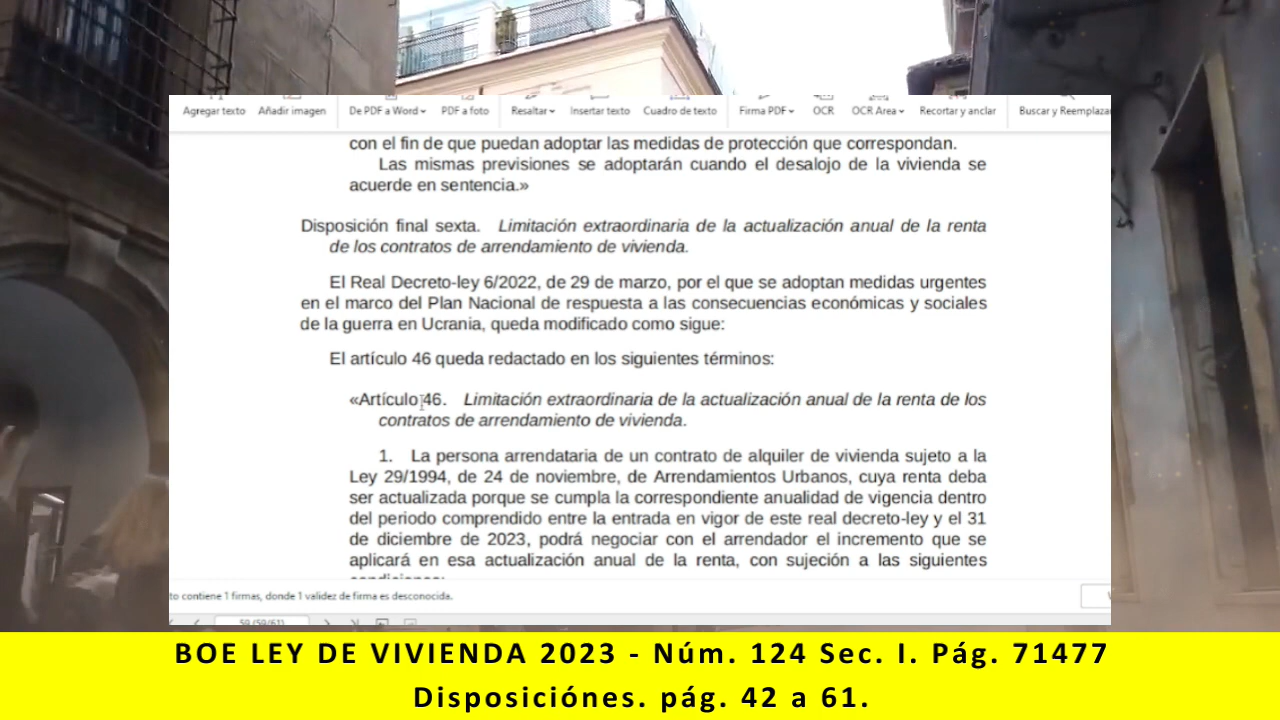 Agregar texto Añadir imagen De PDF a Word PDF a foto Resaltar Insertar texto Cuadro de texto Firma PDF OCR OCR Area Recortar y anclar Buscar y Reemplaza
con el fin de que puedan adoptar las medidas de protección que correspondan.
Las mismas previsiones se adoptarán cuando el desalojo de la vivienda se
acuerde en sentencia.»
Disposición final sexta. Limitación extraordinaria de la actualización anual de la renta
de los contratos de arrendamiento de vivienda.
El Real Decreto-ley 6/2022, de 29 de marzo, por el que se adoptan medidas urgentes
en el marco del Plan Nacional de respuesta a las consecuencias económicas y sociales
de la guerra en Ucrania, queda modificado como sigue:
El artículo 46 queda redactado en los siguientes términos:
«Artículo 46. Limitación extraordinaria de la actualización anual de la renta de los
contratos de arrendamiento de vivienda.
1. La persona arrendataria de un contrato de alquiler de vivienda sujeto a la
Ley 29/1994, de 24 de noviembre, de Arrendamientos Urbanos, cuya renta deba
ser actualizada porque se cumpla la correspondiente anualidad de vigencia dentro
del periodo comprendido entre la entrada en vigor de este real decreto-ley y el 31
de diciembre de 2023, podrá negociar con el arrendador el incremento que se
aplicará en esa actualización anual de la renta, con sujeción a las siguientes
to contiene 1 firmas, donde 1 validez de firma es desconocida.
59 (59/61)
BOE LEY DE VIVIENDA 2023 - Núm. 124 Sec. I. Pág. 71477
Disposiciónes. pág. 42 a 61.